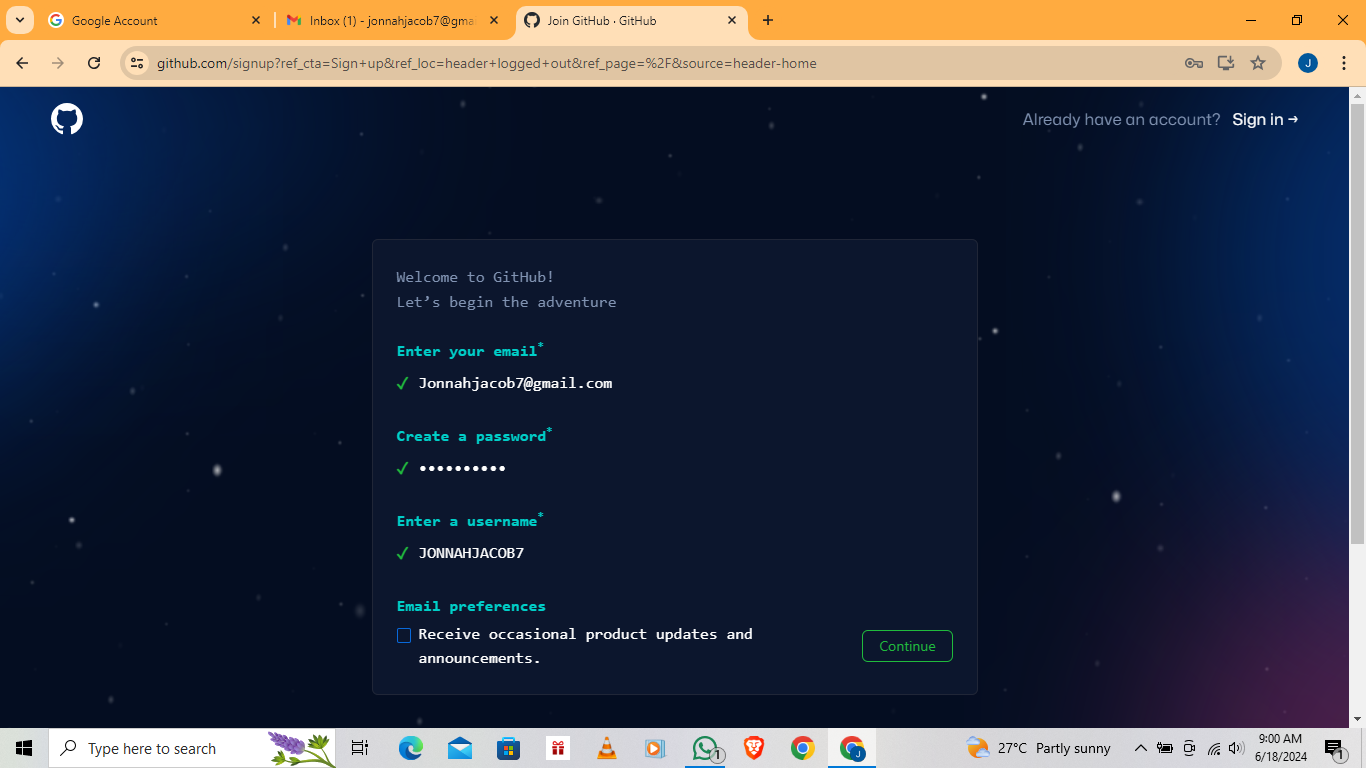 Google Account
Inbox (1) - jonnahjacob7@gma
Join GitHub · GitHub
github.com/signup?ref_cta=Sign+up&ref_loc=header+logged+out&ref_page=%2F&source=header-home
J
Already have an account? Sign in →
Welcome to GitHub!
Let’s begin the adventure
Enter your email*
✓ Jonnahjacob7@gmail.com
Create a password*
✓ ••••••••••
Enter a username*
✓ JONNAHJACOB7
Email preferences
Receive occasional product updates and
announcements.
Continue
Type here to search
1
J
27°C Partly sunny
9:00 AM
6/18/2024
1